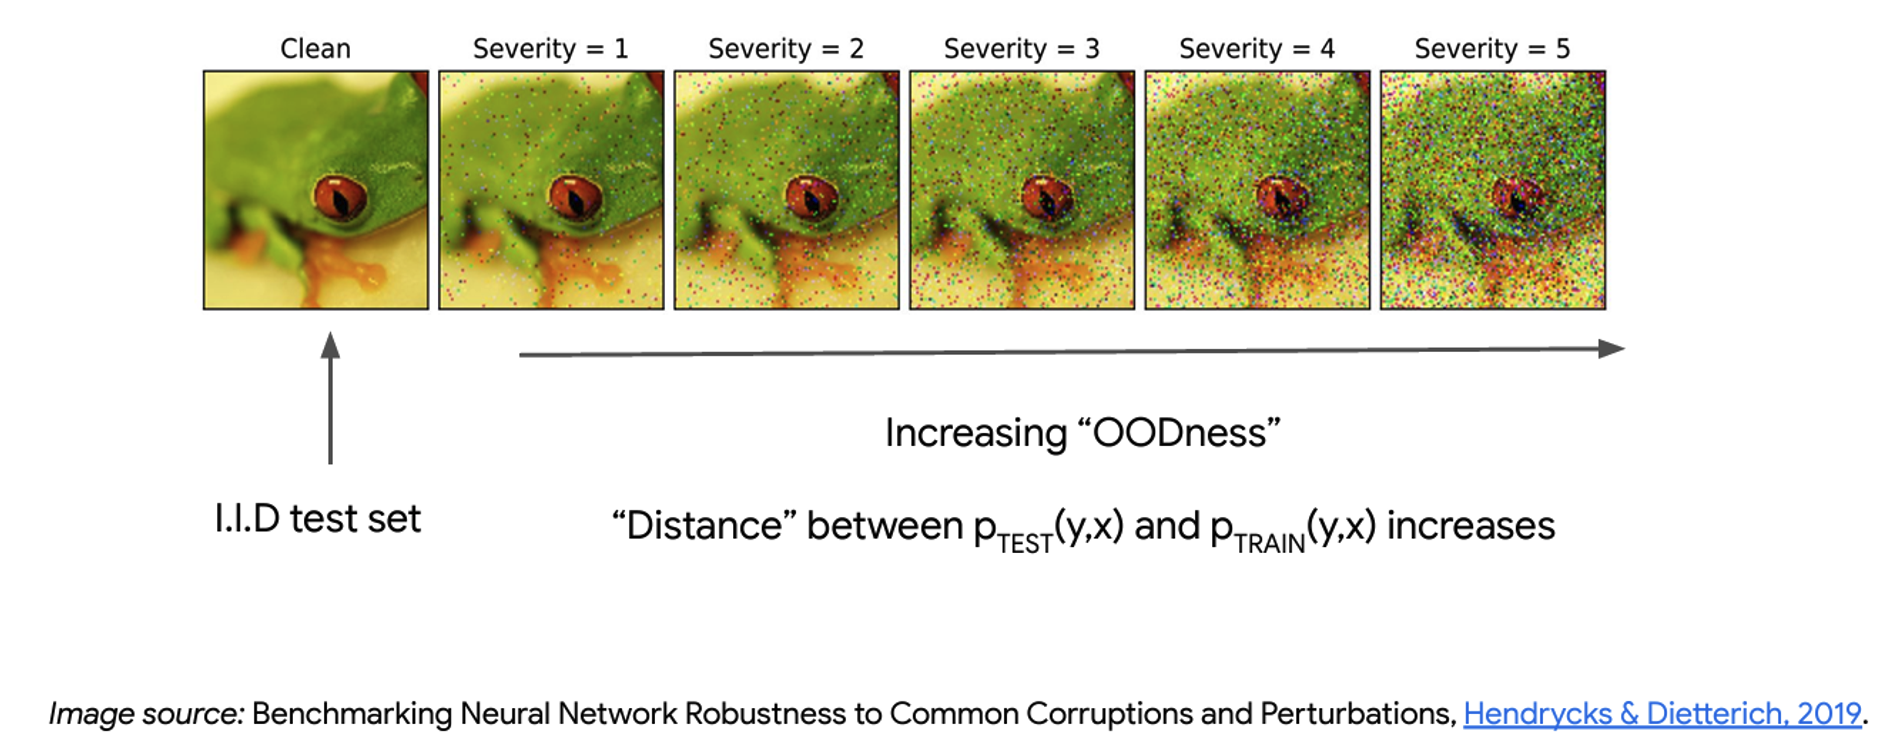 Clean Severity = 1 Severity = 2 Severity = 3 Severity = 4 Severity = 5
Increasing “OODness”
I.I.D test set
“Distance” between pTEST(y,x) and pTRAIN(y,x) increases
Image source: Benchmarking Neural Network Robustness to Common Corruptions and Perturbations, Hendrycks & Dietterich, 2019.